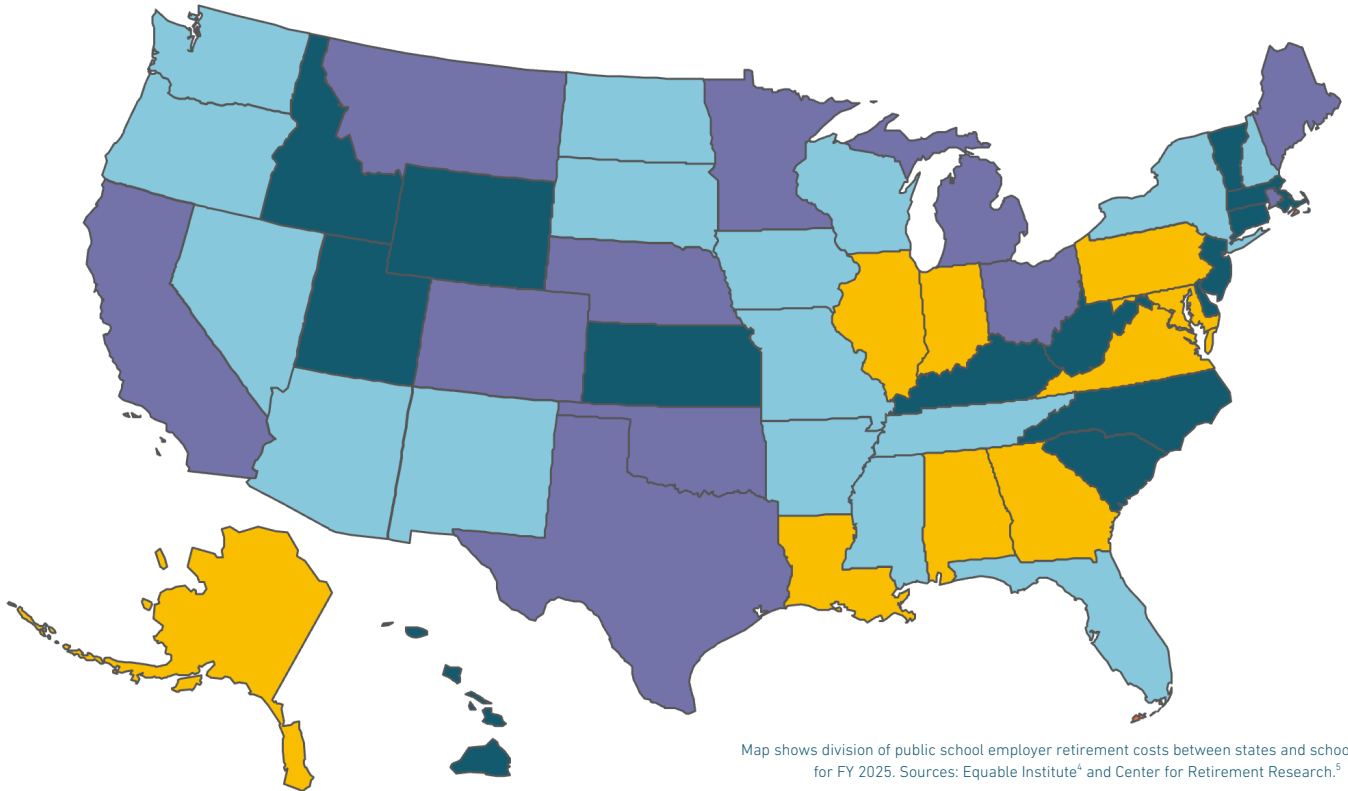 Map shows division of public school employer retirement costs between states and
for FY 2025. Sources: Equable Institute⁴ and Center for Retirement Research.⁵